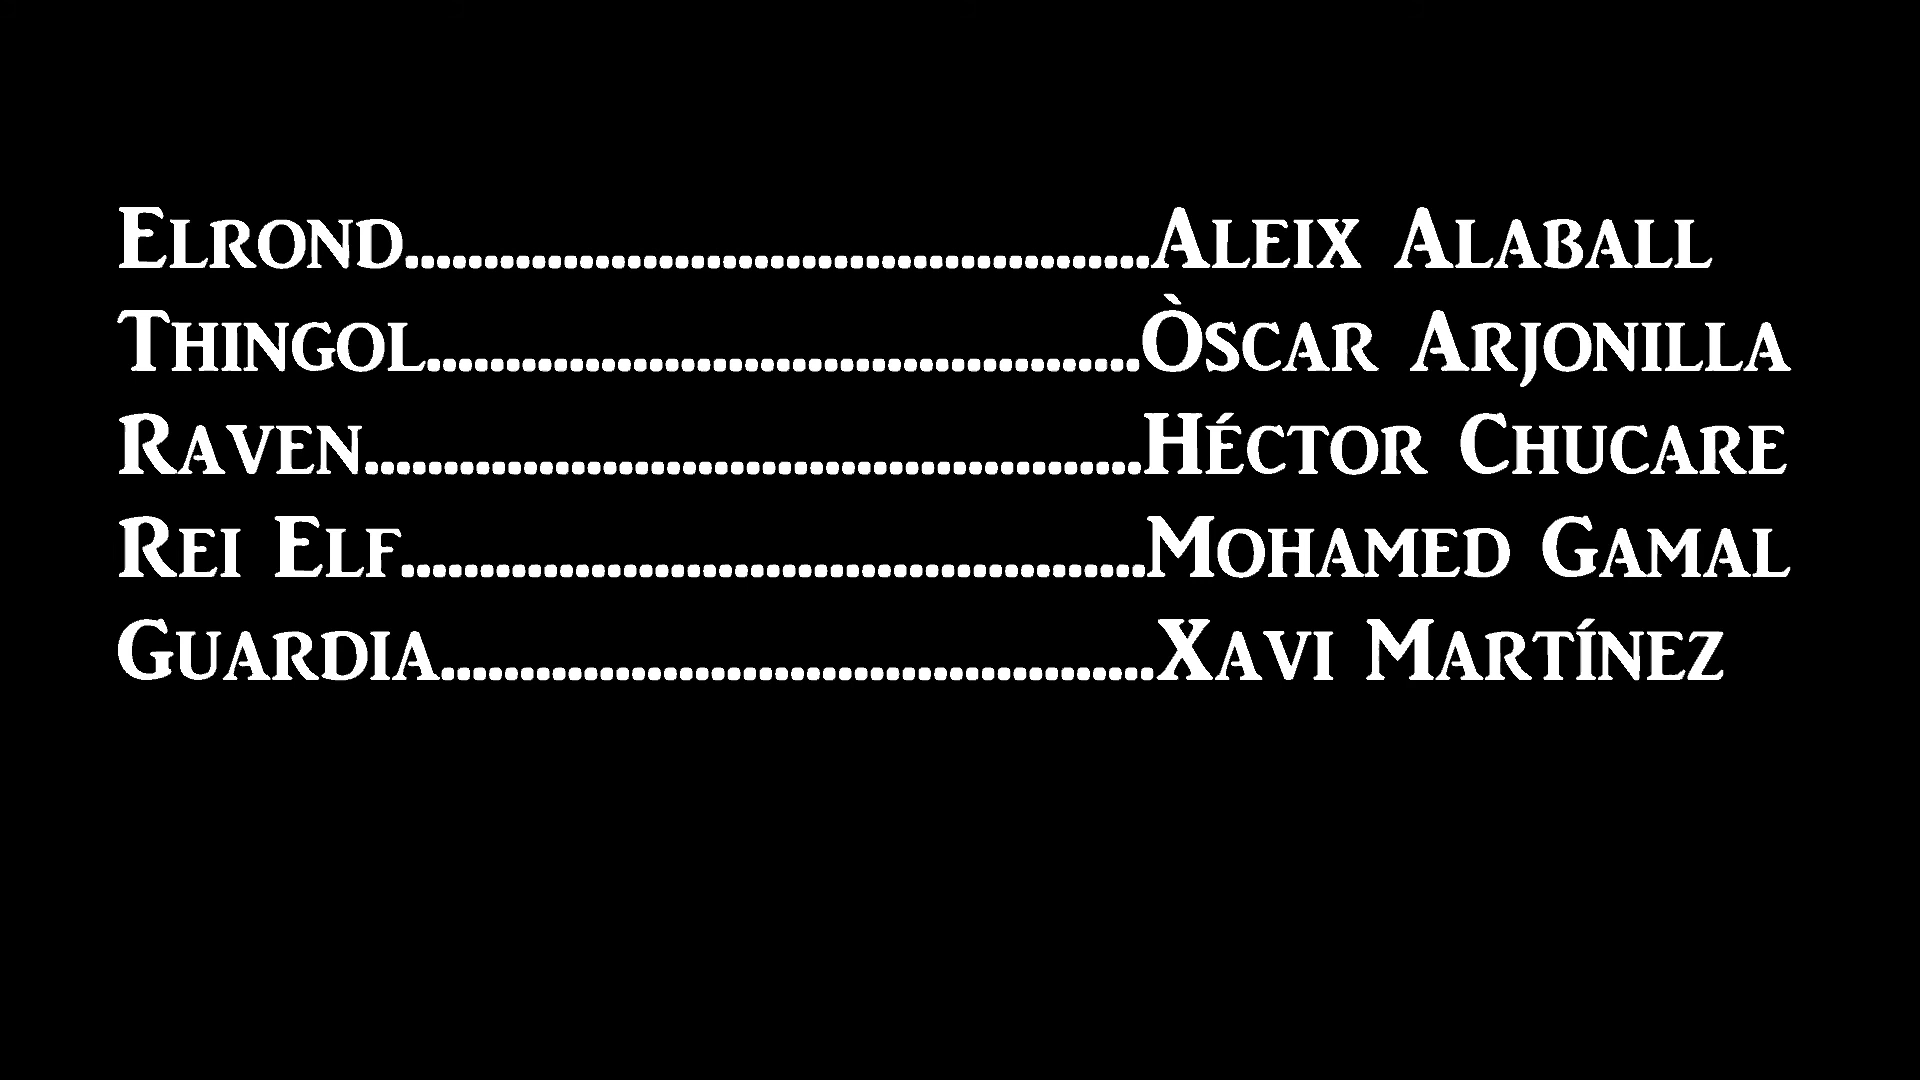 Elrond...............................................Aleix Alaball
Thingol.............................................Òscar Arjonilla
Raven.................................................Héctor Chucare
Rei Elf...............................................Mohamed Gamal
Guardia.............................................Xavi Martínez